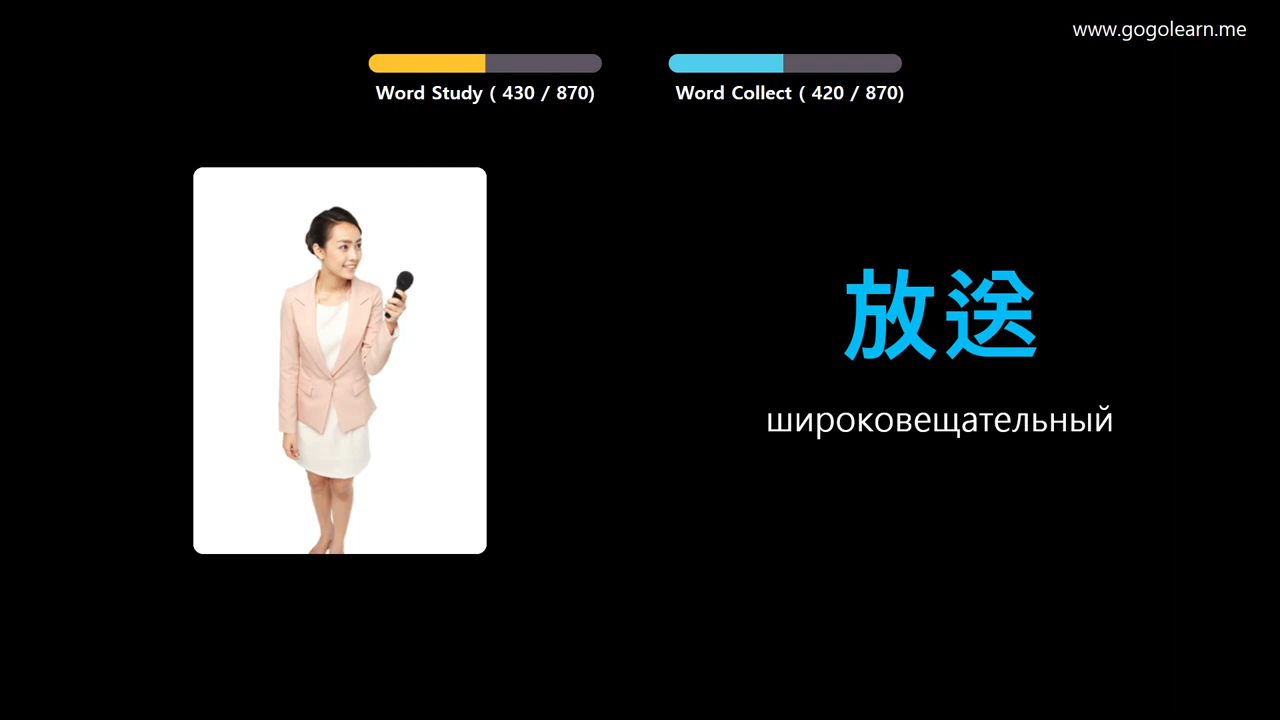 www.gogolearn.me
Word Study ( 430 / 870)
Word Collect ( 420 / 870)
放送
широковещательный